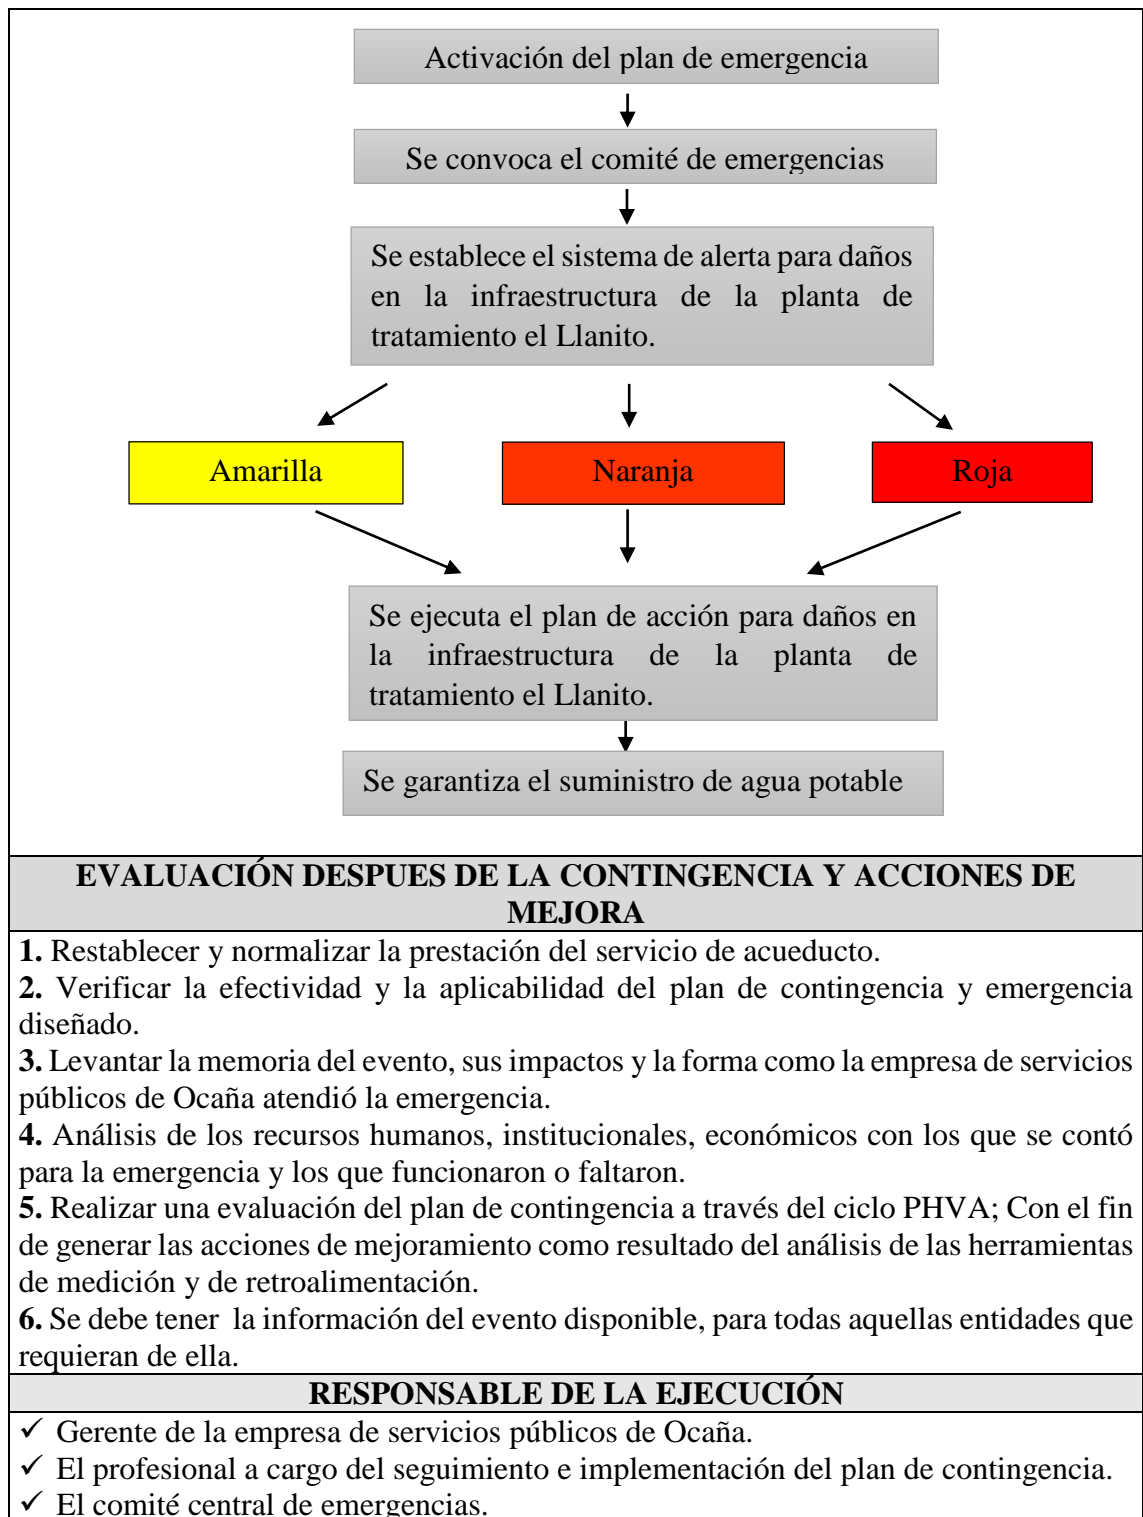 Activación del plan de emergencia
Se convoca el comité de emergencias
Se establece el sistema de alerta para daños
en la infraestructura de la planta de
tratamiento el Llanito.
Amarilla
Naranja
Roja
Se ejecuta el plan de acción para daños en
la infraestructura de la planta de
tratamiento el Llanito.
Se garantiza el suministro de agua potable
EVALUACIÓN DESPUES DE LA CONTINGENCIA Y ACCIONES DE
MEJORA
1. Restablecer y normalizar la prestación del servicio de acueducto.
2. Verificar la efectividad y la aplicabilidad del plan de contingencia y emergencia
diseñado.
3. Levantar la memoria del evento, sus impactos y la forma como la empresa de servicios
públicos de Ocaña atendió la emergencia.
4. Análisis de los recursos humanos, institucionales, económicos con los que se contó
para la emergencia y los que funcionaron o faltaron.
5. Realizar una evaluación del plan de contingencia a través del ciclo PHVA; Con el fin
de generar las acciones de mejoramiento como resultado del análisis de las herramientas
de medición y de retroalimentación.
6. Se debe tener la información del evento disponible, para todas aquellas entidades que
requieran de ella.
RESPONSABLE DE LA EJECUCIÓN
✓ Gerente de la empresa de servicios públicos de Ocaña.
✓ El profesional a cargo del seguimiento e implementación del plan de contingencia.
✓ El comité central de emergencias.